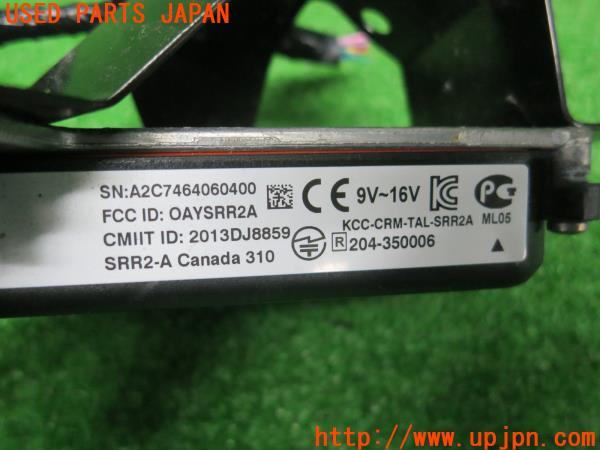 USED PARTS JAPAN
SN:A2C7464060400
FCC ID: OAYSRR2A
CMIIT ID: 2013DJ8859
SRR2-A Canada 310
CE 9V~16V
KCC-CRM-TAL-SRR2A
R 204-350006
ML05
UPJ
http://www.upjpn.com